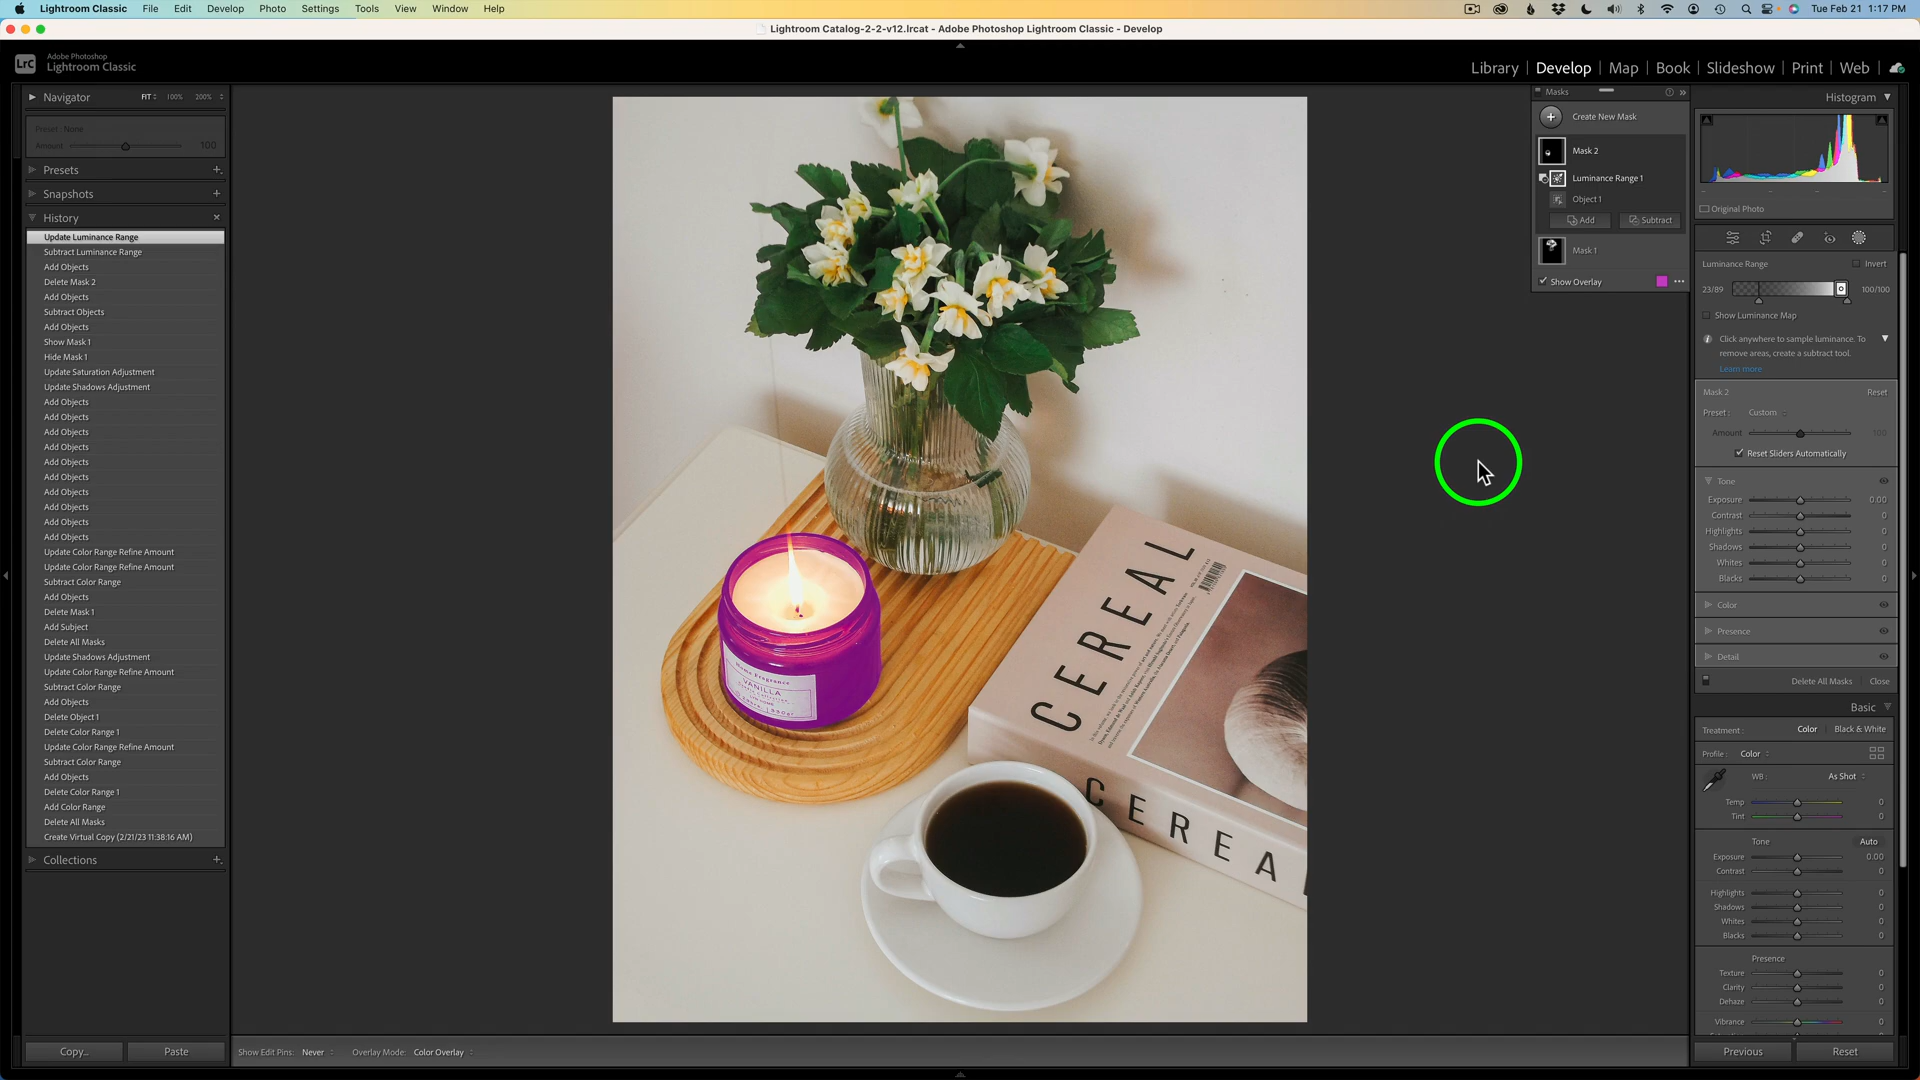 Lightroom Classic File Edit Develop Photo Settings Tools View Window Help
Tue Feb 21 1:17 PM
Lightroom Catalog-2-2-v12.lrcat - Adobe Photoshop Lightroom Classic - Develop
LrC
Adobe Photoshop
Lightroom Classic
Library | Develop | Map | Book | Slideshow | Print | Web
Navigator FIT 100% 200%
Preset : None
Amount 100
Presets
Snapshots
History
Update Luminance Range
Subtract Luminance Range
Add Objects
Delete Mask 2
Add Objects
Subtract Objects
Add Objects
Show Mask 1
Hide Mask 1
Update Saturation Adjustment
Update Shadows Adjustment
Add Objects
Add Objects
Add Objects
Add Objects
Add Objects
Add Objects
Add Objects
Add Objects
Add Objects
Add Objects
Update Color Range Refine Amount
Update Color Range Refine Amount
Subtract Color Range
Add Objects
Delete Mask 1
Add Subject
Delete All Masks
Update Shadows Adjustment
Update Color Range Refine Amount
Subtract Color Range
Add Objects
Delete Object 1
Delete Color Range 1
Update Color Range Refine Amount
Subtract Color Range
Add Objects
Delete Color Range 1
Add Color Range
Delete All Masks
Create Virtual Copy (2/21/23 11:38:16 AM)
Collections
Copy...
Paste
Home Fragrance
VANILLA
CEREAL
CEREA
Show Edit Pins: Never
Overlay Mode: Color Overlay
Masks
Create New Mask
Mask 2
Luminance Range 1
Object 1
Add
Subtract
Mask 1
Show Overlay
Histogram
Original Photo
Luminance Range
Invert
23/89 100/100
Show Luminance Map
Click anywhere to sample luminance. To
remove areas, create a subtract tool.
Learn more
Mask 2
Reset
Preset : Custom
Amount 100
Reset Sliders Automatically
Tone
Exposure 0.00
Contrast 0
Highlights 0
Shadows 0
Whites 0
Blacks 0
Color
Presence
Detail
Delete All Masks
Close
Basic
Treatment : Color Black & White
Profile : Color
WB : As Shot
Temp 0
Tint 0
Tone Auto
Exposure 0.00
Contrast 0
Highlights 0
Shadows 0
Whites 0
Blacks 0
Presence
Texture 0
Clarity 0
Dehaze 0
Vibrance 0
Previous
Reset